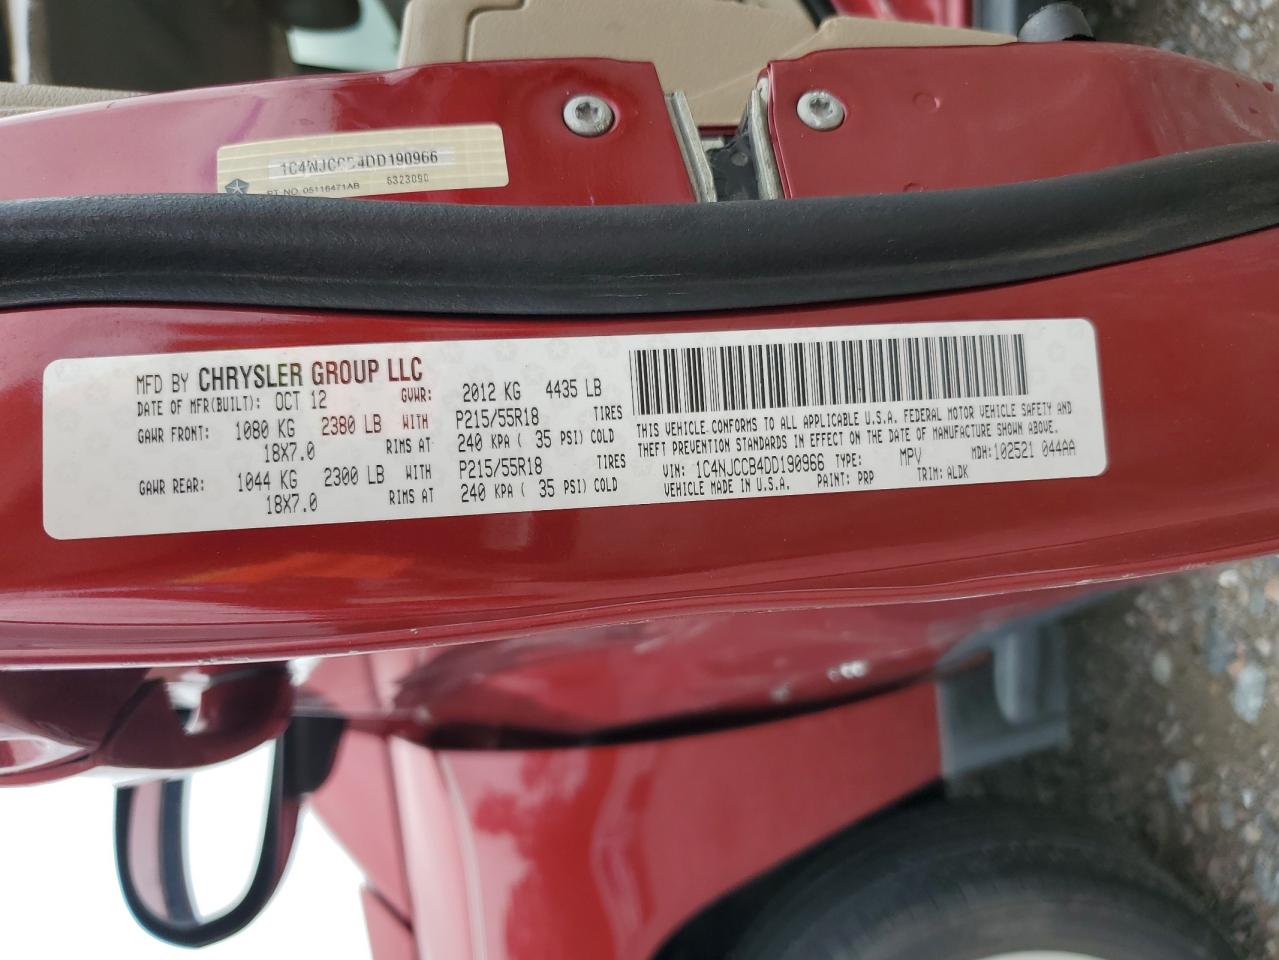 1C4NJCCB4DD190966
PT NO. 05116471AB 6323090
MFD BY CHRYSLER GROUP LLC
DATE OF MFR(BUILT): OCT 12 GVWR: 2012 KG 4435 LB
GAWR FRONT: 1080 KG 2380 LB WITH P215/55R18 TIRES
18X7.0 RIMS AT 240 KPA ( 35 PSI) COLD
GAWR REAR: 1044 KG 2300 LB WITH P215/55R18 TIRES
18X7.0 RIMS AT 240 KPA ( 35 PSI) COLD
THIS VEHICLE CONFORMS TO ALL APPLICABLE U.S.A. FEDERAL MOTOR VEHICLE SAFETY AND
THEFT PREVENTION STANDARDS IN EFFECT ON THE DATE OF MANUFACTURE SHOWN ABOVE.
VIN: 1C4NJCCB4DD190966 TYPE: MPV MDH: 102521 044AA
VEHICLE MADE IN U.S.A. PAINT: PRP TRIM: ALDK